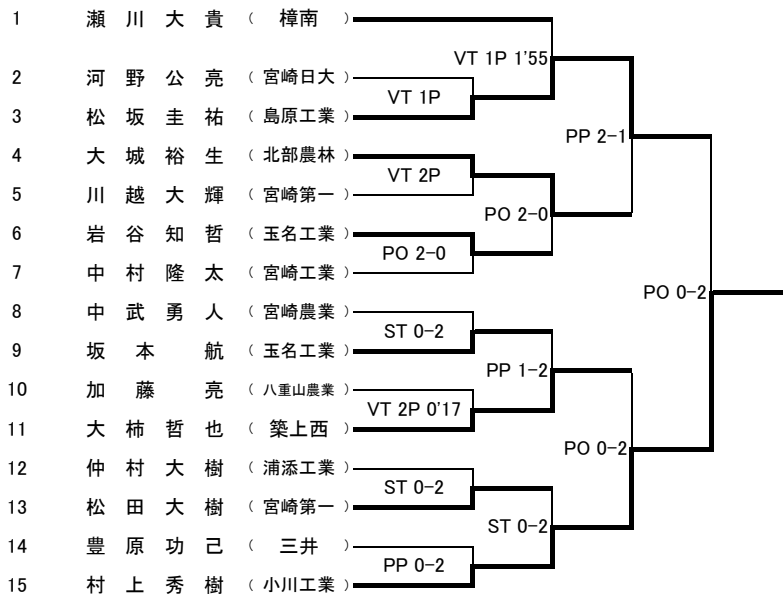 1 瀬川大貴 （ 樟南 ）
VT 1P 1'55
2 河野公亮 （ 宮崎日大 ）
VT 1P
3 松坂圭祐 （ 島原工業 ）
PP 2-1
4 大城裕生 （ 北部農林 ）
VT 2P
5 川越大輝 （ 宮崎第一 ）
PO 2-0
6 岩谷知哲 （ 玉名工業 ）
PO 2-0
7 中村隆太 （ 宮崎工業 ）
PO 0-2
8 中武勇人 （ 宮崎農業 ）
ST 0-2
9 坂本航 （ 玉名工業 ）
PP 1-2
10 加藤亮 （ 八重山農業 ）
VT 2P 0'17
11 大柿哲也 （ 築上西 ）
PO 0-2
12 仲村大樹 （ 浦添工業 ）
ST 0-2
13 松田大樹 （ 宮崎第一 ）
ST 0-2
14 豊原功己 （ 三井 ）
PP 0-2
15 村上秀樹 （ 小川工業 ）